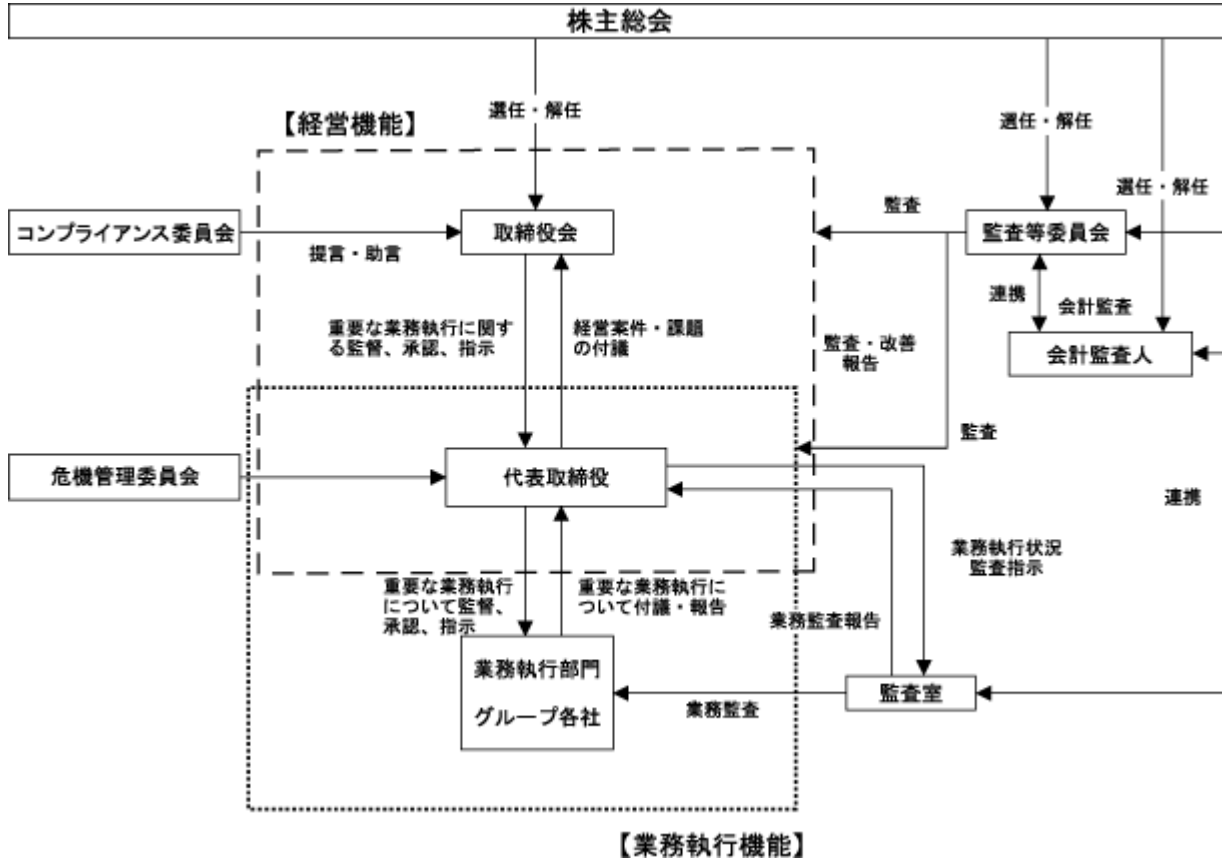 株主総会
選任・解任
選任・解任
選任・解任
【経営機能】
コンプライアンス委員会
提言・助言
取締役会
監査
監査等委員会
連携
会計監査
会計監査人
重要な業務執行に関す
る監督、承認、指示
経営案件・課題
の付議
監査・改善
報告
監査
危機管理委員会
代表取締役
連携
業務執行状況
監査指示
重要な業務執行
について監督、
承認、指示
重要な業務執行に
ついて付議・報告
業務監査報告
業務執行部門
グループ各社
業務監査
監査室
【業務執行機能】